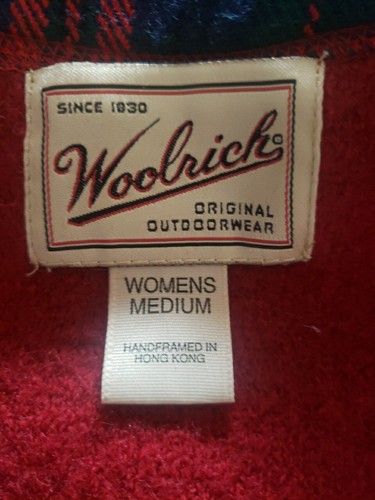 SINCE 1830
Woolrich®
ORIGINAL
OUTDOORWEAR
WOMENS
MEDIUM
HANDFRAMED IN
HONG KONG